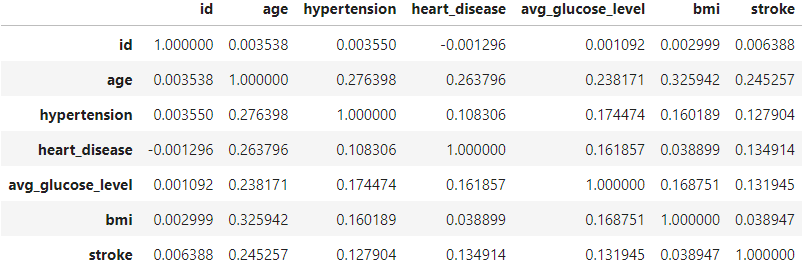 id age hypertension heart_disease avg_glucose_level bmi stroke
id 1.000000 0.003538 0.003550 -0.001296 0.001092 0.002999 0.006388
age 0.003538 1.000000 0.276398 0.263796 0.238171 0.325942 0.245257
hypertension 0.003550 0.276398 1.000000 0.108306 0.174474 0.160189 0.127904
heart_disease -0.001296 0.263796 0.108306 1.000000 0.161857 0.038899 0.134914
avg_glucose_level 0.001092 0.238171 0.174474 0.161857 1.000000 0.168751 0.131945
bmi 0.002999 0.325942 0.160189 0.038899 0.168751 1.000000 0.038947
stroke 0.006388 0.245257 0.127904 0.134914 0.131945 0.038947 1.000000